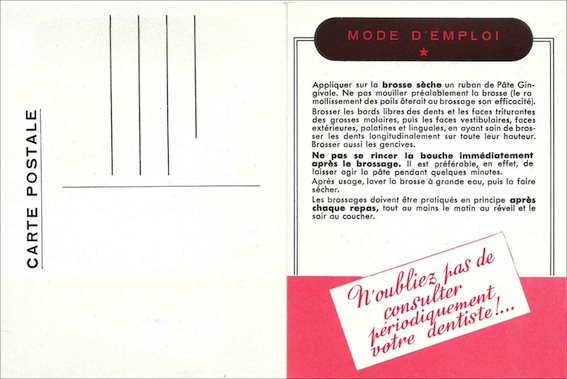 CARTE POSTALE
MODE D'EMPLOI
Appliquer sur la brosse sèche un ruban de Pâte Gin-
givale. Ne pas mouiller préalablement la brosse (le ra
mollissement des poils ôterait au brossage son efficacité).
Brosser les bords libres des dents et les faces triturantes
des grosses molaires, puis les faces vestibulaires, faces
extérieures, palatines et linguales, en ayant soin de bros-
ser les dents longitudinalement sur toute leur hauteur.
Brosser aussi les gencives.
Ne pas se rincer la bouche immédiatement
après le brossage. Il est préférable, en effet, de
laisser agir la pâte pendant quelques minutes.
Après usage, laver la brosse à grande eau, puis la faire
sécher.
Les brossages doivent être pratiqués en principe après
chaque repas, tout au moins le matin au réveil et le
soir au coucher.
N'oubliez pas de
consulter
périodiquement
votre dentiste!...